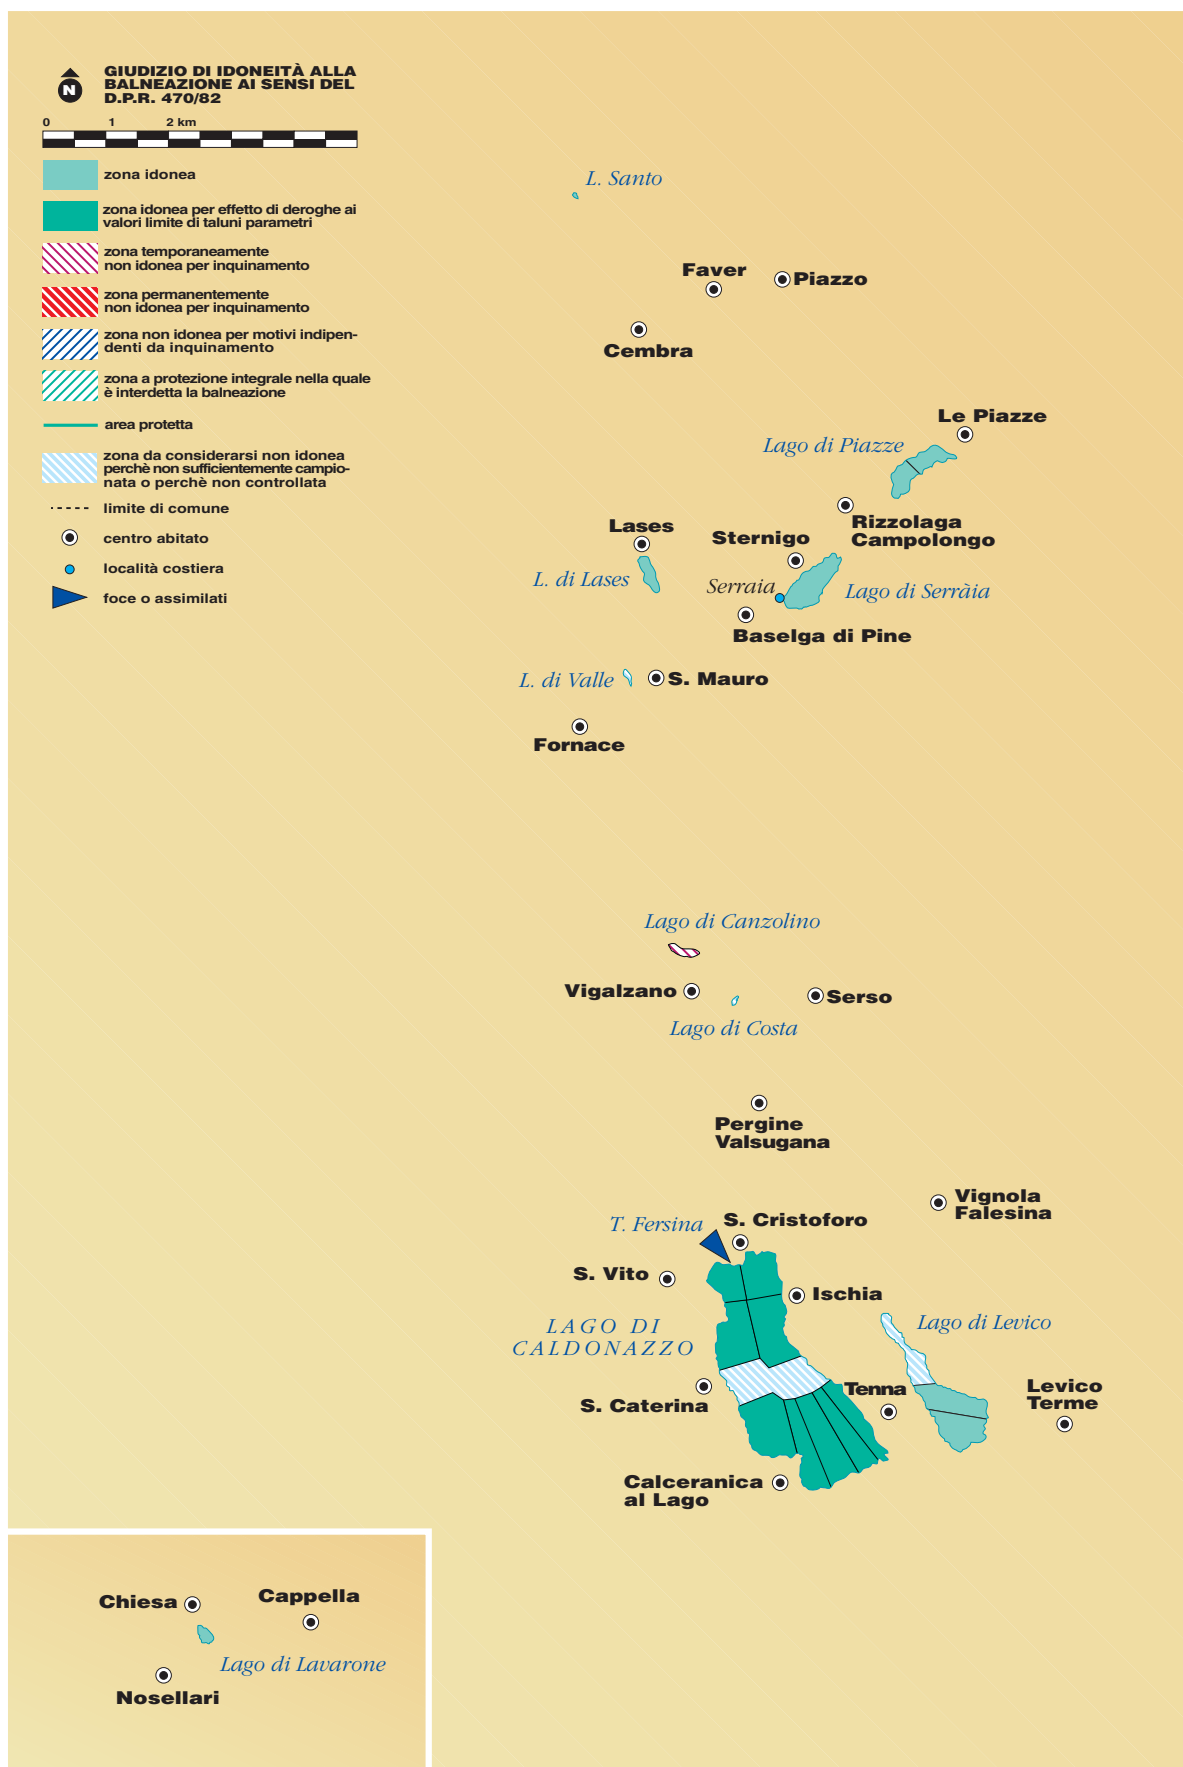 N
GIUDIZIO DI IDONEITÀ ALLA
BALNEAZIONE AI SENSI DEL
D.P.R. 470/82
0 1 2 km
zona idonea
zona idonea per effetto di deroghe ai
valori limite di taluni parametri
zona temporaneamente
non idonea per inquinamento
zona permanentemente
non idonea per inquinamento
zona non idonea per motivi indipen-
denti da inquinamento
zona a protezione integrale nella quale
è interdetta la balneazione
area protetta
zona da considerarsi non idonea
perchè non sufficientemente campio-
nata o perchè non controllata
limite di comune
centro abitato
località costiera
foce o assimilati
L. Santo
Faver
Piazzo
Cembra
Le Piazze
Lago di Piazze
Rizzolaga
Campolongo
Lases
Sternigo
L. di Lases
Serraia
Lago di Serràia
Baselga di Pine
L. di Valle
S. Mauro
Fornace
Lago di Canzolino
Vigalzano
Serso
Lago di Costa
Pergine
Valsugana
Vignola
Falesina
T. Fersina
S. Cristoforo
S. Vito
Ischia
LAGO DI
CALDONAZZO
Lago di Levico
S. Caterina
Tenna
Levico
Terme
Calceranica
al Lago
Chiesa
Cappella
Lago di Lavarone
Nosellari